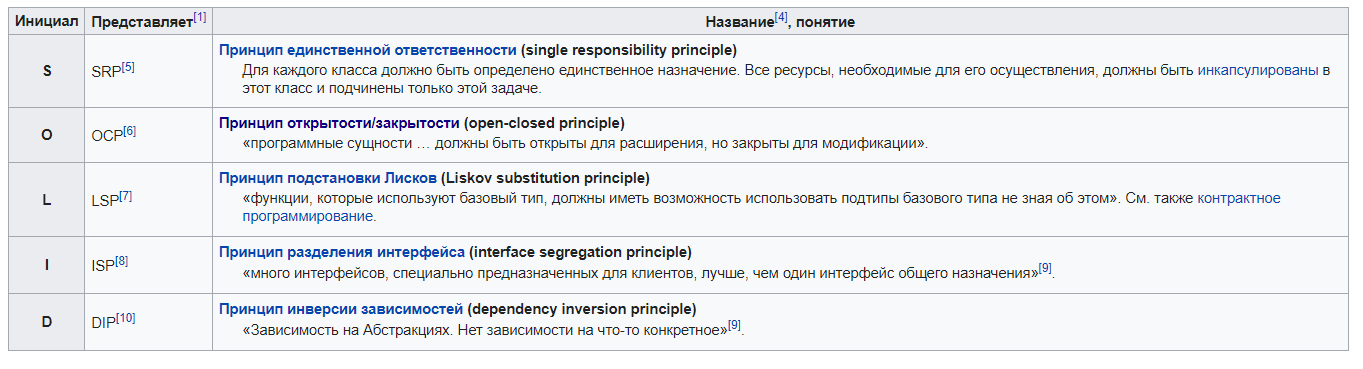 Инициал Представляет[1] Название[4], понятие
S SRP[5] Принцип единственной ответственности (single responsibility principle)
Для каждого класса должно быть определено единственное назначение. Все ресурсы, необходимые для его осуществления, должны быть инкапсулированы в
этот класс и подчинены только этой задаче.
O OCP[6] Принцип открытости/закрытости (open-closed principle)
«программные сущности … должны быть открыты для расширения, но закрыты для модификации».
L LSP[7] Принцип подстановки Лисков (Liskov substitution principle)
«функции, которые используют базовый тип, должны иметь возможность использовать подтипы базового типа не зная об этом». См. также контрактное
программирование.
I ISP[8] Принцип разделения интерфейса (interface segregation principle)
«много интерфейсов, специально предназначенных для клиентов, лучше, чем один интерфейс общего назначения»[9].
D DIP[10] Принцип инверсии зависимостей (dependency inversion principle)
«Зависимость на Абстракциях. Нет зависимости на что-то конкретное»[9].